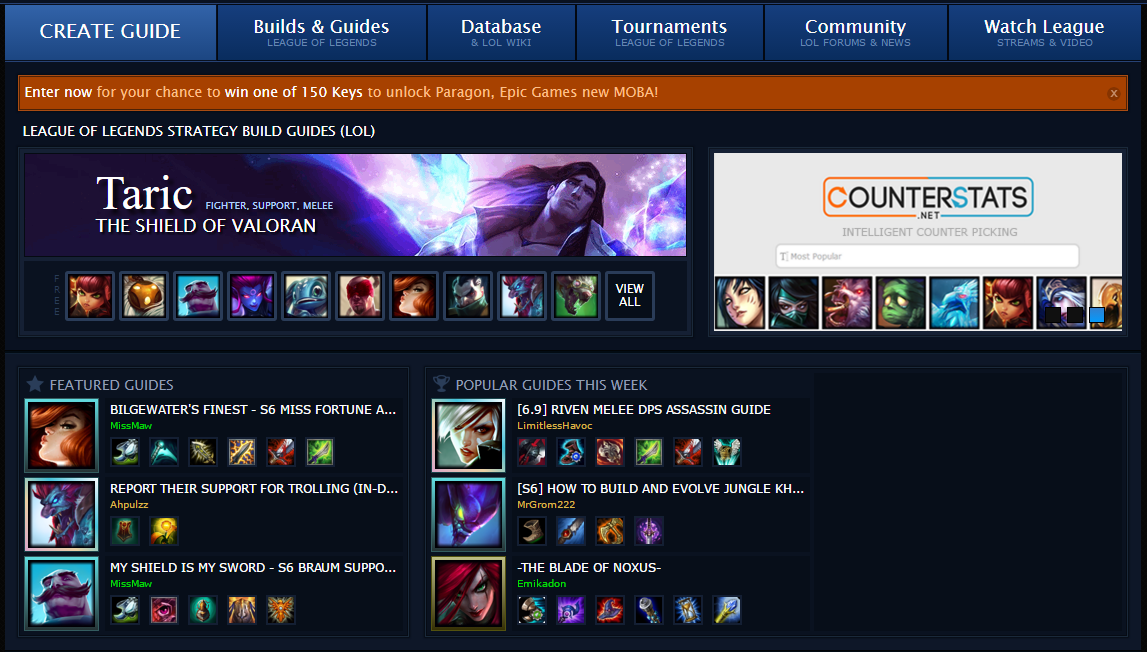 CREATE GUIDE
Builds & Guides
LEAGUE OF LEGENDS
Database
& LOL WIKI
Tournaments
LEAGUE OF LEGENDS
Community
LOL FORUMS & NEWS
Watch League
STREAMS & VIDEO
Enter now for your chance to win one of 150 Keys to unlock Paragon, Epic Games new MOBA!
x
LEAGUE OF LEGENDS STRATEGY BUILD GUIDES (LOL)
Taric FIGHTER, SUPPORT, MELEE
THE SHIELD OF VALORAN
FREE
VIEW
ALL
COUNTERSTATS
.NET
INTELLIGENT COUNTER PICKING
Most Popular
FEATURED GUIDES
BILGEWATER'S FINEST - S6 MISS FORTUNE A...
MissMaw
REPORT THEIR SUPPORT FOR TROLLING (IN-D...
Ahpulzz
MY SHIELD IS MY SWORD - S6 BRAUM SUPPO...
MissMaw
POPULAR GUIDES THIS WEEK
[6.9] RIVEN MELEE DPS ASSASSIN GUIDE
LimitlessHavoc
[S6] HOW TO BUILD AND EVOLVE JUNGLE KH...
MrGrom222
-THE BLADE OF NOXUS-
Emikadon